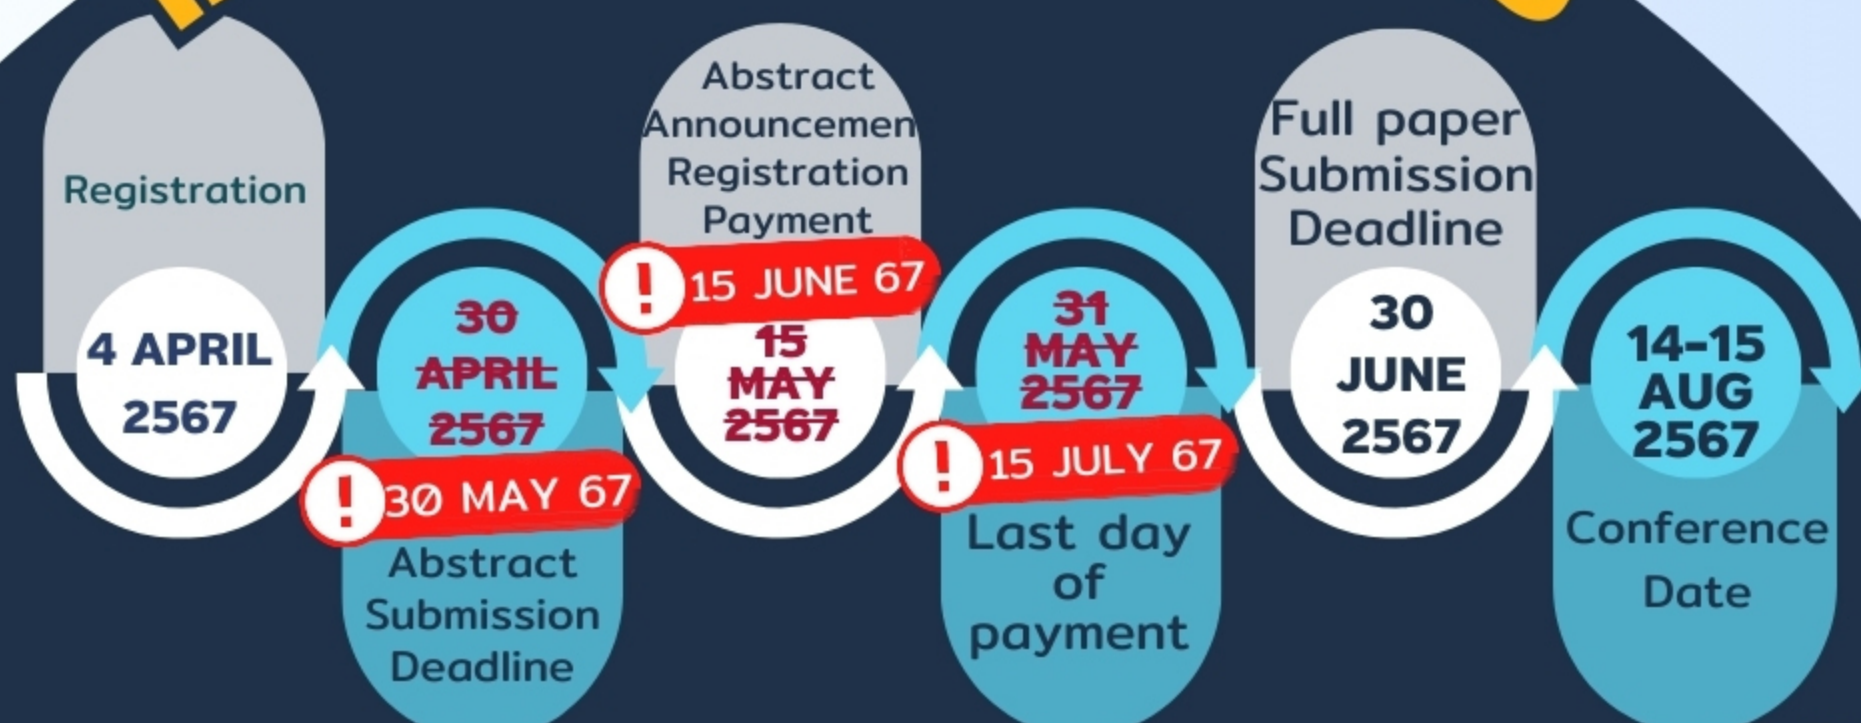 Registration
4 APRIL
2567
30
APRIL
2567
30 MAY 67
Abstract
Submission
Deadline
Abstract
Announcemen
Registration
Payment
15 JUNE 67
15
MAY
2567
31
MAY
2567
15 JULY 67
Last day
of
payment
Full paper
Submission
Deadline
30
JUNE
2567
14-15
AUG
2567
Conference
Date